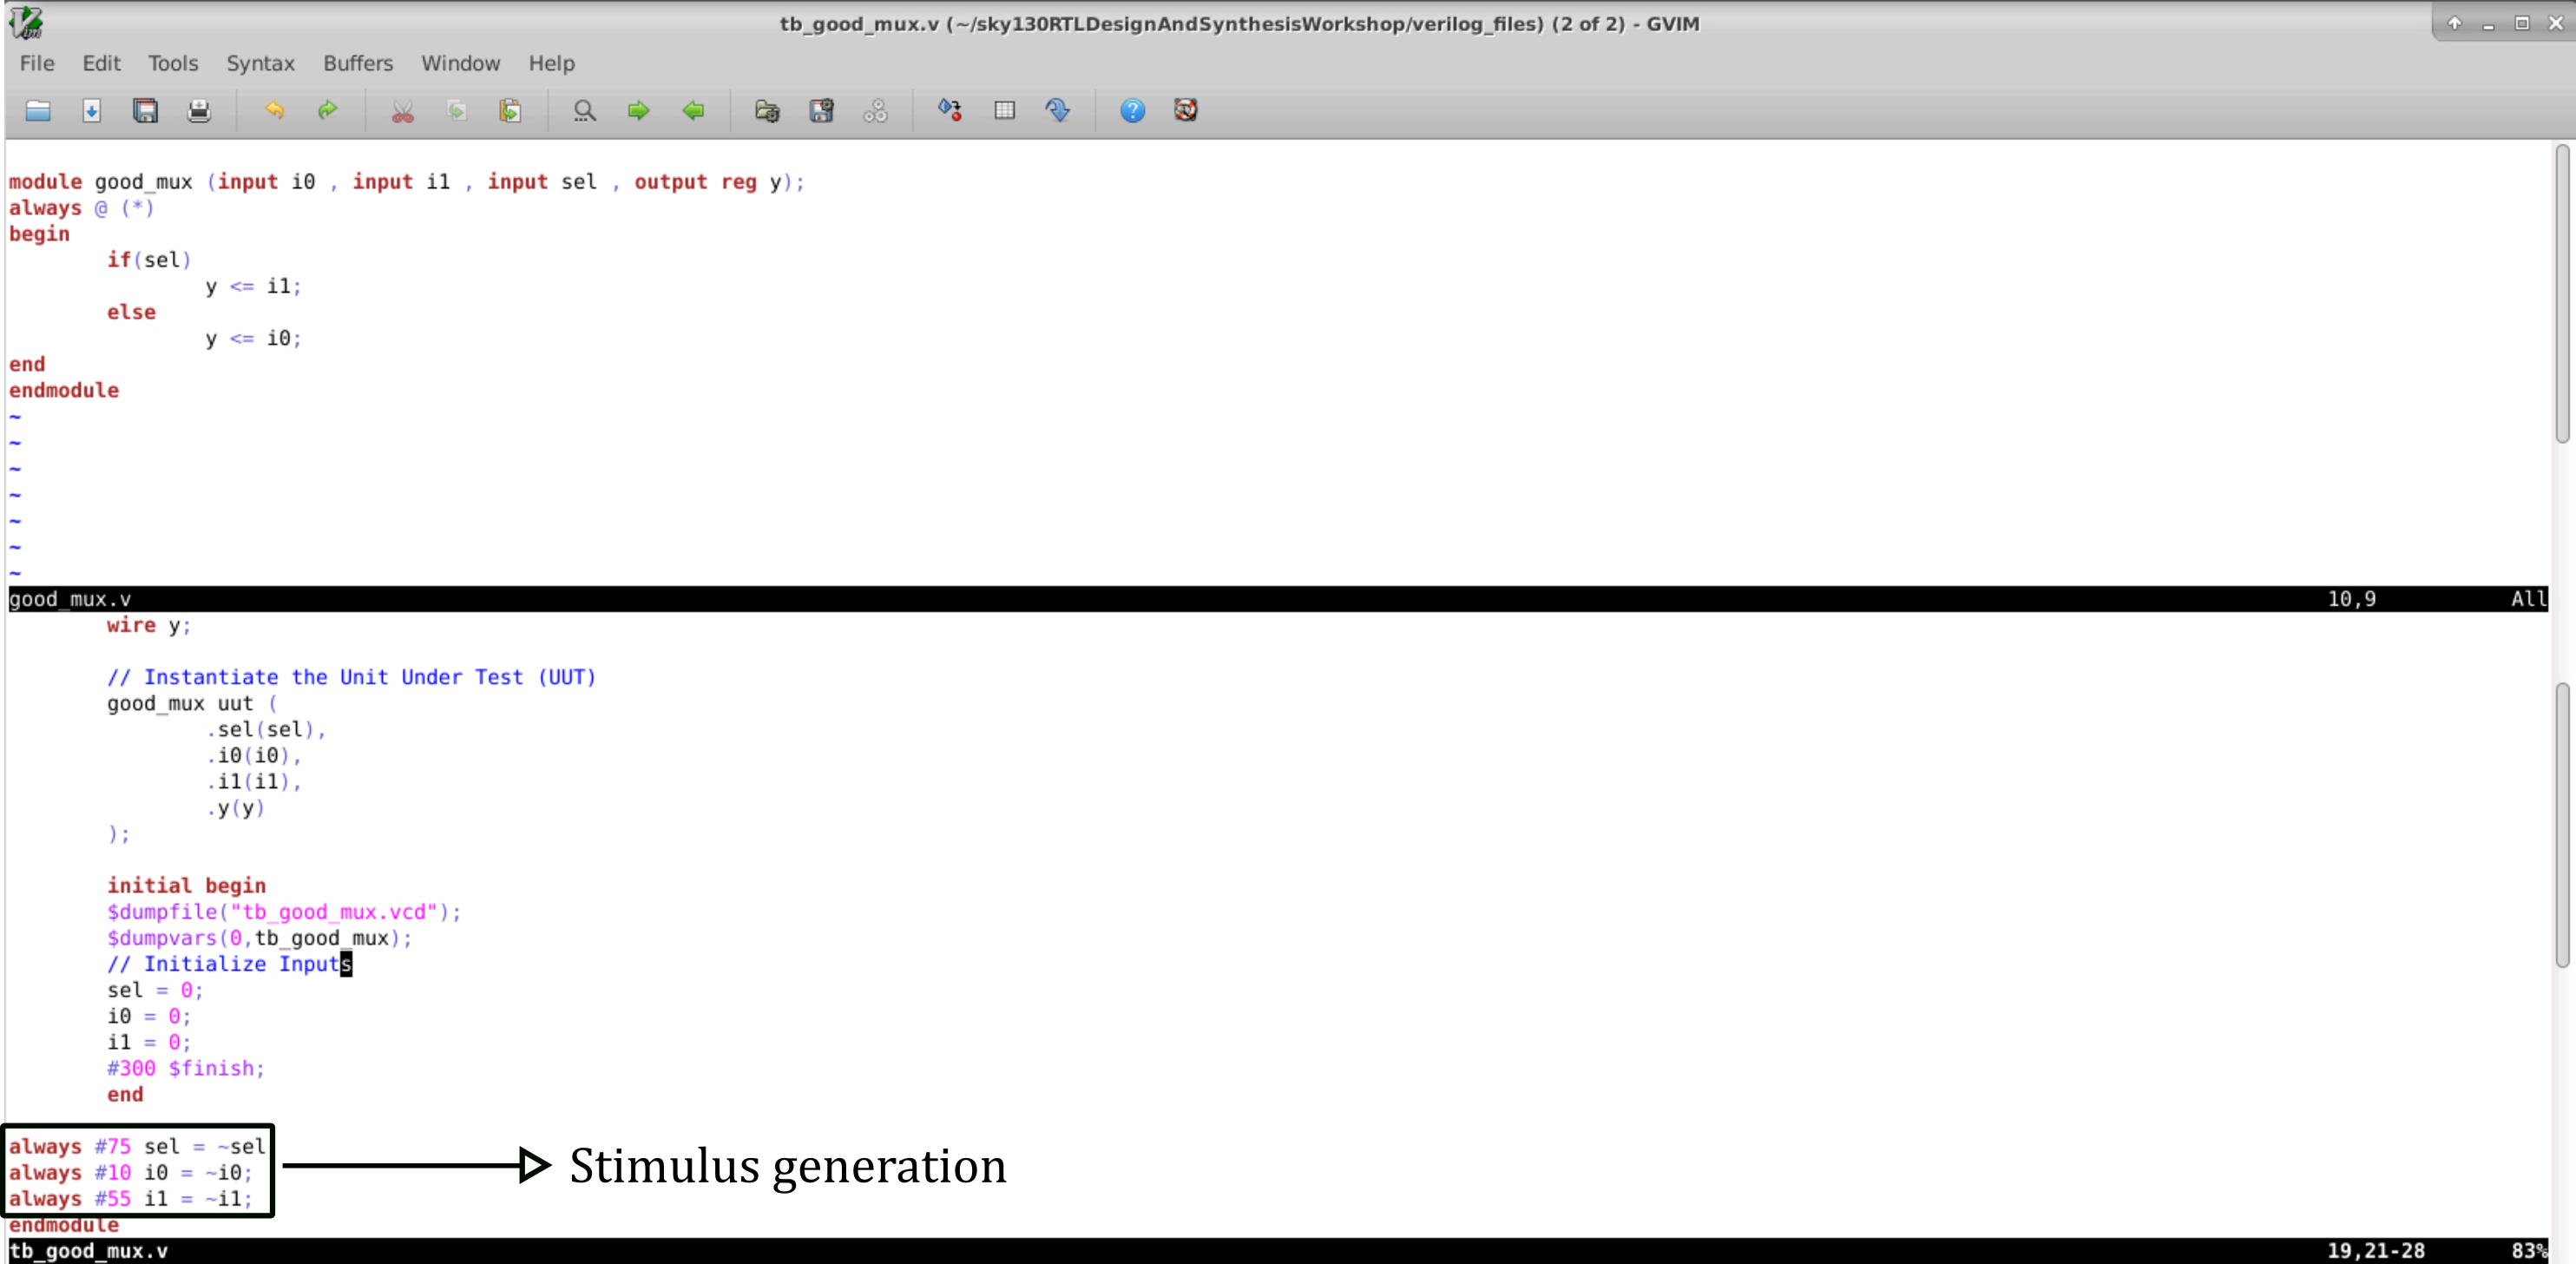 tb_good_mux.v (~/sky130RTLDesignAndSynthesisWorkshop/verilog_files) (2 of 2) - GVIM
File Edit Tools Syntax Buffers Window Help
module good_mux (input i0 , input i1 , input sel , output reg y);
always @ (*)
begin
if(sel)
y <= i1;
else
y <= i0;
end
endmodule
~
~
~
~
~
~
~
good_mux.v 10,9 All
wire y;
// Instantiate the Unit Under Test (UUT)
good_mux uut (
.sel(sel),
.i0(i0),
.i1(i1),
.y(y)
);
initial begin
$dumpfile("tb_good_mux.vcd");
$dumpvars(0,tb_good_mux);
// Initialize Inputs
sel = 0;
i0 = 0;
i1 = 0;
#300 $finish;
end
always #75 sel = ~sel
always #10 i0 = ~i0;
always #55 i1 = ~i1;
Stimulus generation
endmodule
tb_good_mux.v 19,21-28 83%